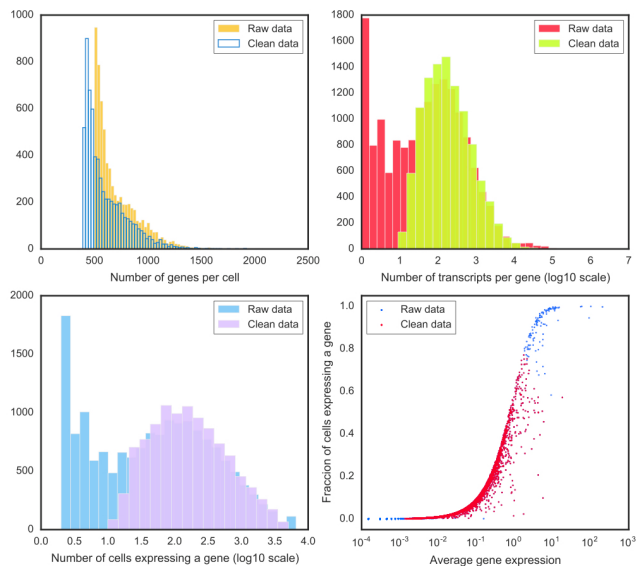 1000
800
600
400
200
0
0 500 1000 1500 2000 2500
Number of genes per cell
Raw data
Clean data
1800
1600
1400
1200
1000
800
600
400
200
0
0 1 2 3 4 5 6 7
Number of transcripts per gene (log10 scale)
Raw data
Clean data
2000
1500
1000
500
0
0.0 0.5 1.0 1.5 2.0 2.5 3.0 3.5 4.0
Number of cells expressing a gene (log10 scale)
Raw data
Clean data
Fraccion of cells expressing a gene
1.0
0.8
0.6
0.4
0.2
0.0
10⁻⁴ 10⁻³ 10⁻² 10⁻¹ 10⁰ 10¹ 10² 10³
Average gene expression
Raw data
Clean data